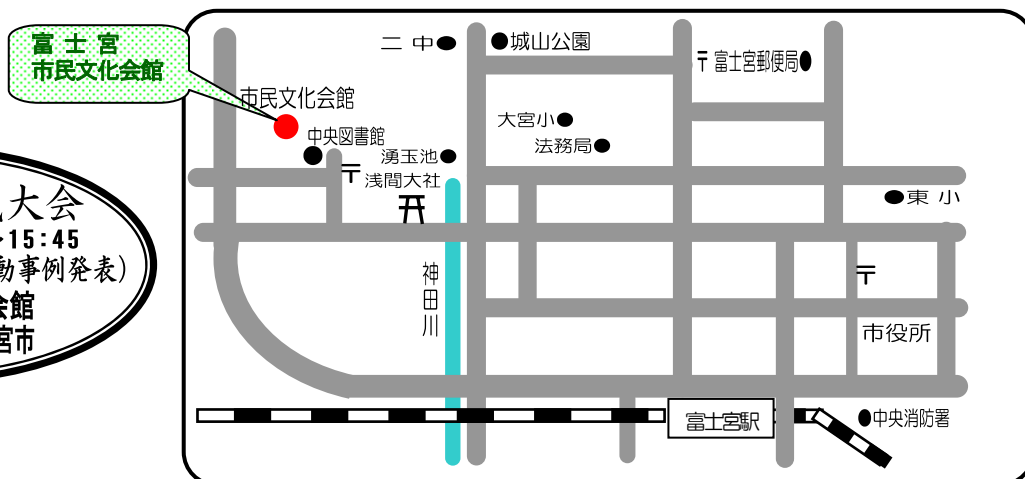 富士宮
市民文化会館
二中
城山公園
〒富士宮郵便局
市民文化会館
中央図書館
大宮小
法務局
湧玉池
浅間大社
〒
東小
大会
15:45
動事例発表)
会館
宮市
神田川
〒
市役所
富士宮駅
中央消防署